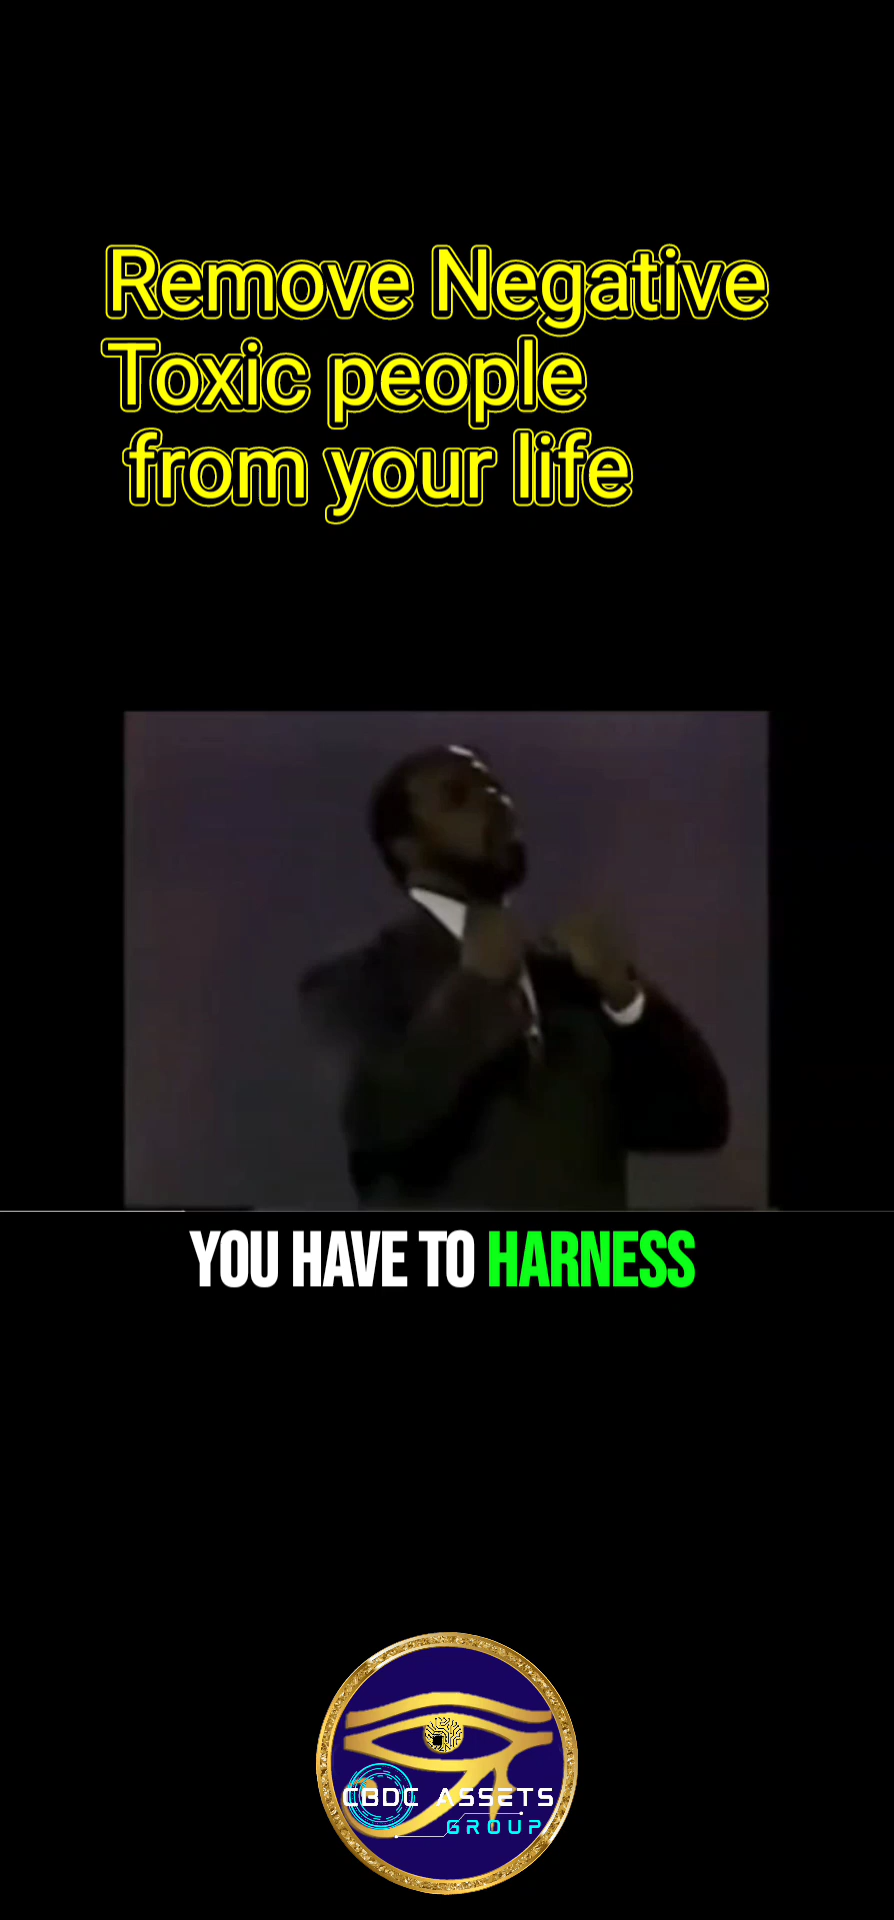 Remove Negative
Toxic people
from your life
YOU HAVE TO HARNESS
CBDC ASSETS
GROUP